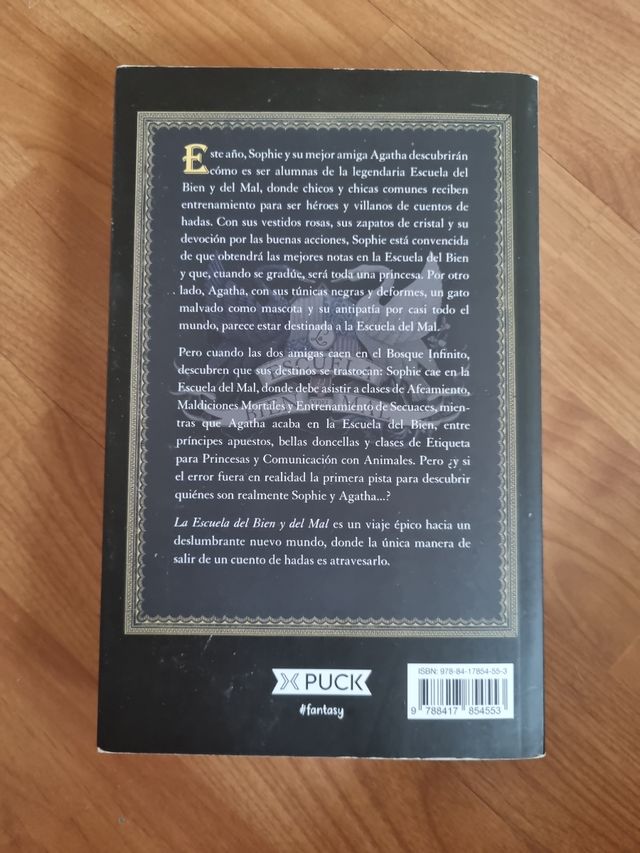 Este año, Sophie y su mejor amiga Agatha descubrirán
cómo es ser alumnas de la legendaria Escuela del
Bien y del Mal, donde chicos y chicas comunes reciben
entrenamiento para ser héroes y villanos de cuentos de
hadas. Con sus vestidos rosas, sus zapatos de cristal y su
devoción por las buenas acciones, Sophie está convencida
de que obtendrá las mejores notas en la Escuela del Bien
y que, cuando se gradúe, será toda una princesa. Por otro
lado, Agatha, con sus túnicas negras y deformes, un gato
malvado como mascota y su antipatía por casi todo el
mundo, parece estar destinada a la Escuela del Mal.
Pero cuando las dos amigas caen en el Bosque Infinito,
descubren que sus destinos se trastocan: Sophie cae en la
Escuela del Mal, donde debe asistir a clases de Afeamiento,
Maldiciones Mortales y Entrenamiento de Secuaces, mien-
tras que Agatha acaba en la Escuela del Bien, entre
príncipes apuestos, bellas doncellas y clases de Etiqueta
para Princesas y Comunicación con Animales. Pero ¿y si
el error fuera en realidad la primera pista para descubrir
quiénes son realmente Sophie y Agatha...?
La Escuela del Bien y del Mal es un viaje épico hacia un
deslumbrante nuevo mundo, donde la única manera de
salir de un cuento de hadas es atravesarlo.
PUCK
#fantasy
ISBN: 978-84-17854-55-3
9 788417 854553